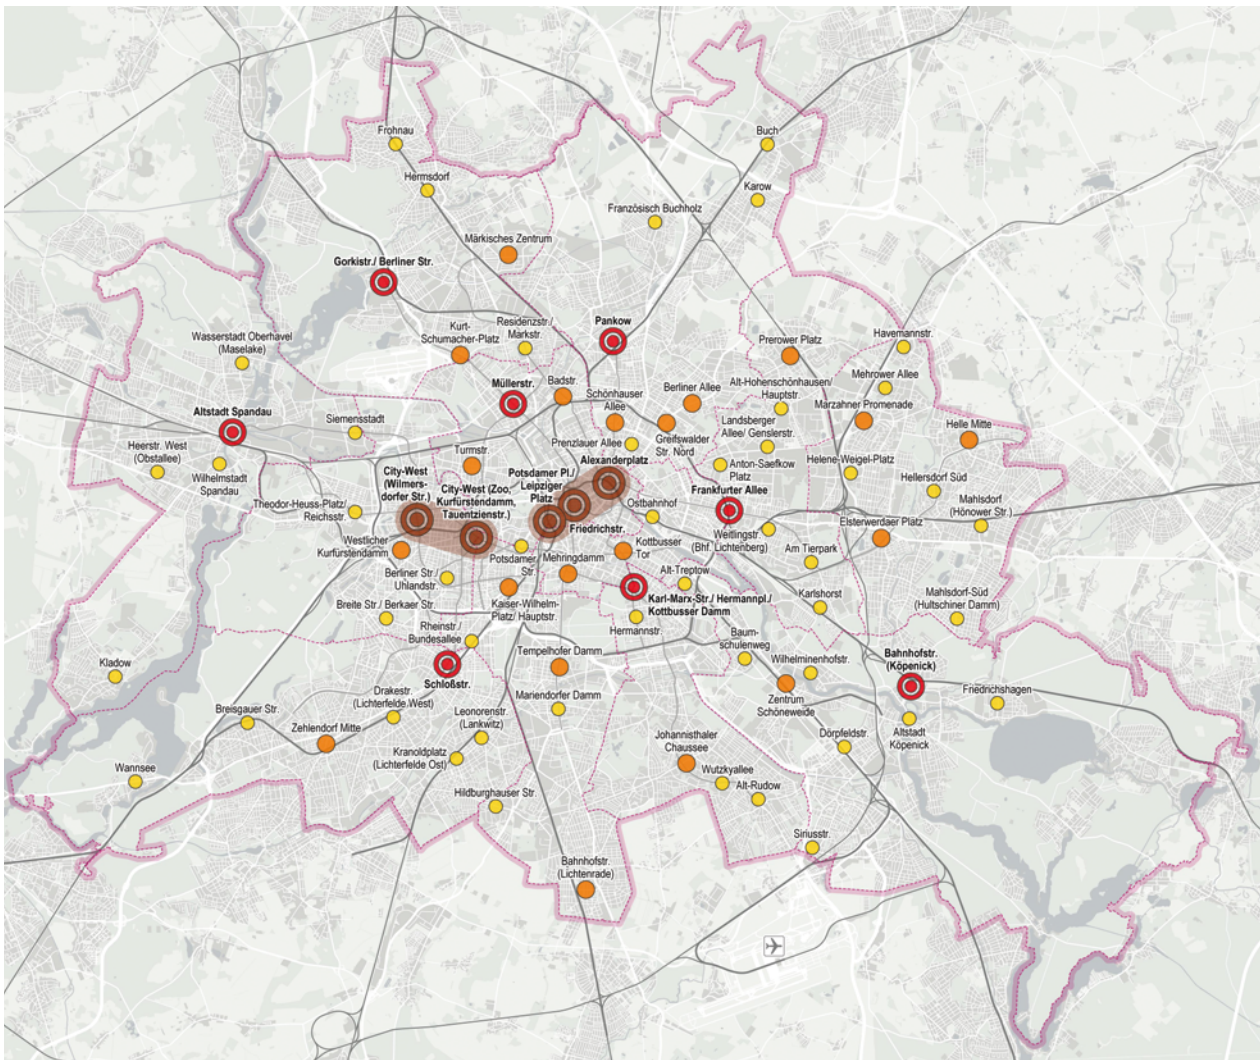 Frohnau
Buch
Hermsdorf
Karow
Französisch Buchholz
Märkisches Zentrum
Gorkistr./ Berliner Str.
Pankow
Residenzstr./
Markstr.
Kurt-
Schumacher-Platz
Wasserstadt Oberhavel
(Maselake)
Prerower Platz
Havemannstr.
Mehrower Allee
Müllerstr.
Badstr.
Schönhauser
Allee
Berliner Allee
Alt-Hohenschönhausen/
Hauptstr.
Marzahner Promenade
Altstadt Spandau
Siemensstadt
Landsberger
Allee/ Genslerstr.
Helle Mitte
Heerstr. West
(Obstallee)
Wilhelmstadt
Spandau
Turmstr.
Prenzlauer Allee
Greifswalder
Str. Nord
Anton-Saefkow
Platz
Helene-Weigel-Platz
Hellersdorf Süd
Alexanderplatz
City-West
(Wilmers-
dorfer Str.)
City-West (Zoo,
Kurfürstendamm,
Tauentzienstr.)
Potsdamer Pl./
Leipziger
Platz
Friedrichstr.
Ostbahnhof
Frankfurter Allee
Mahlsdorf
(Hönower Str.)
Theodor-Heuss-Platz/
Reichsstr.
Elsterwerdaer Platz
Weitlingstr.
(Bhf. Lichtenberg)
Westlicher
Kurfürstendamm
Potsdamer
Str.
Mehringdamm
Kottbusser
Tor
Am Tierpark
Berliner Str./
Uhlandstr.
Alt-Treptow
Kaiser-Wilhelm-
Platz/ Hauptstr.
Karl-Marx-Str./ Hermannpl./
Kottbusser Damm
Karlshorst
Mahlsdorf-Süd
(Hultschiner Damm)
Breite Str./ Berkaer Str.
Hermannstr.
Rheinstr./
Bundesallee
Baum-
schulenweg
Wilhelminenhofstr.
Bahnhofstr.
(Köpenick)
Tempelhofer Damm
Kladow
Schloßstr.
Zentrum
Schöneweide
Friedrichshagen
Mariendorfer Damm
Drakestr.
(Lichterfelde West)
Breisgauer Str.
Leonorenstr.
(Lankwitz)
Altstadt
Köpenick
Zehlendorf Mitte
Dörpfeldstr.
Johannisthaler
Chaussee
Kranoldplatz
(Lichterfelde Ost)
Wannsee
Wutzkyallee
Alt-Rudow
Hildburghauser Str.
Siriusstr.
Bahnhofstr.
(Lichtenrade)